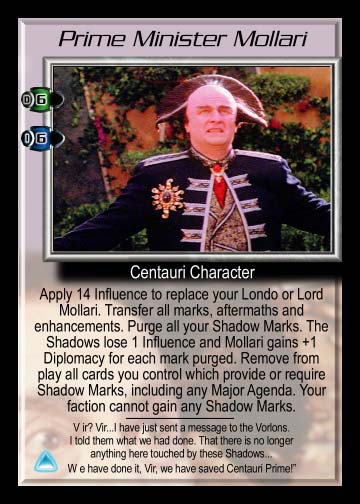 Prime Minister Mollari
D 6
I 6
Centauri Character
Apply 14 Influence to replace your Londo or Lord
Mollari. Transfer all marks, aftermaths and
enhancements. Purge all your Shadow Marks. The
Shadows lose 1 Influence and Mollari gains +1
Diplomacy for each mark purged. Remove from
play all cards you control which provide or require
Shadow Marks, including any Major Agenda. Your
faction cannot gain any Shadow Marks.
V ir? Vir...I have just sent a message to the Vorlons.
I told them what we had done. That there is no longer
anything here touched by these Shadows...
W e have done it, Vir, we have saved Centauri Prime!"